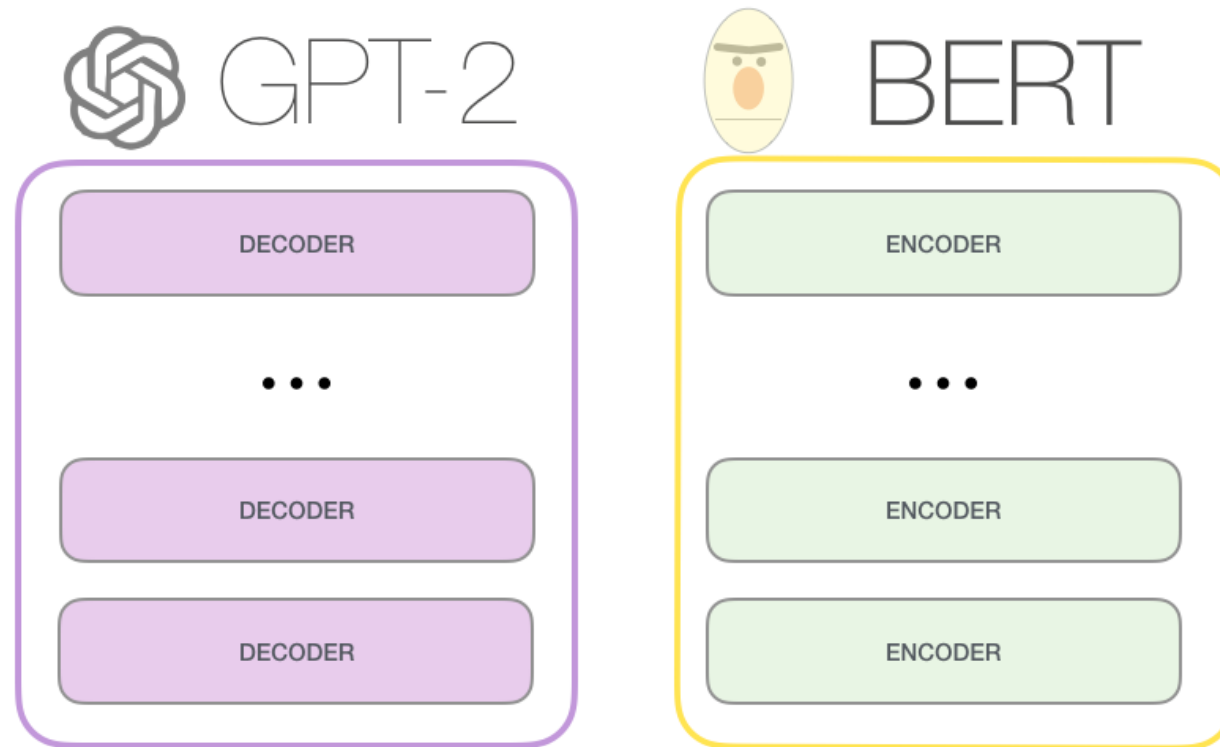 GPT-2
DECODER
...
DECODER
DECODER
BERT
ENCODER
...
ENCODER
ENCODER